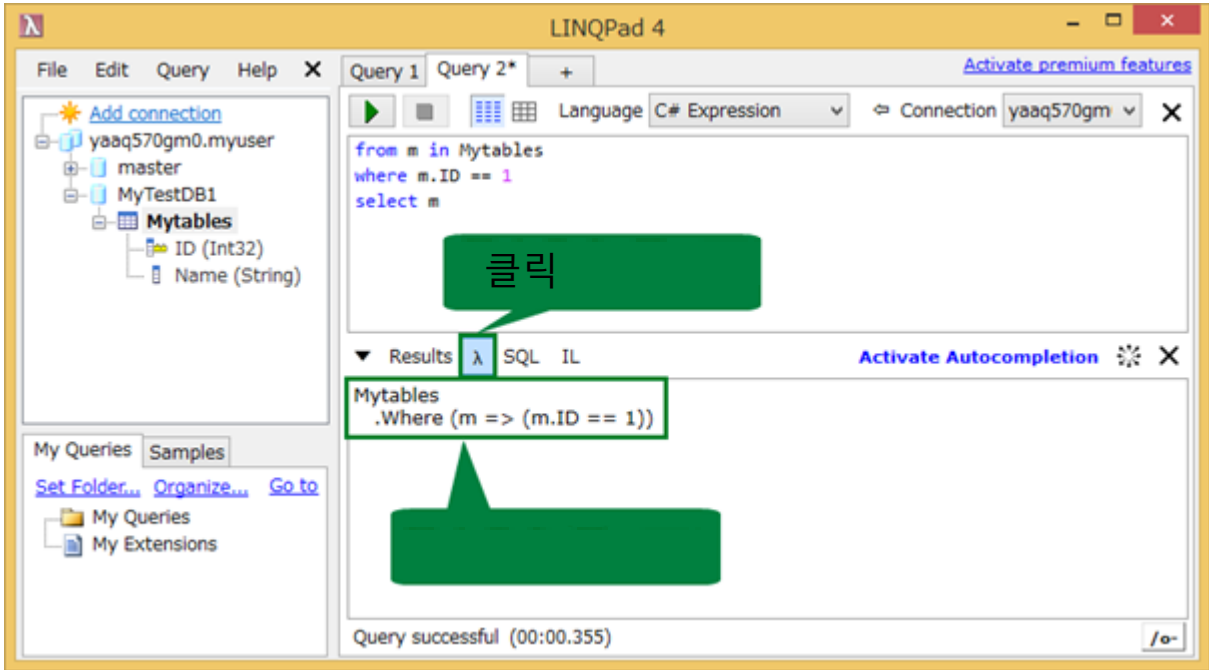 λ
LINQPad 4
File Edit Query Help X
Query 1 Query 2* +
Activate premium features
Add connection
yaaq570gm0.myuser
master
MyTestDB1
Mytables
ID (Int32)
Name (String)
Language C# Expression
Connection yaaq570gm
from m in Mytables
where m.ID == 1
select m
클릭
Results λ SQL IL
Activate Autocompletion
Mytables
.Where (m => (m.ID == 1))
My Queries Samples
Set Folder... Organize... Go to
My Queries
My Extensions
Query successful (00:00.355)
/o-